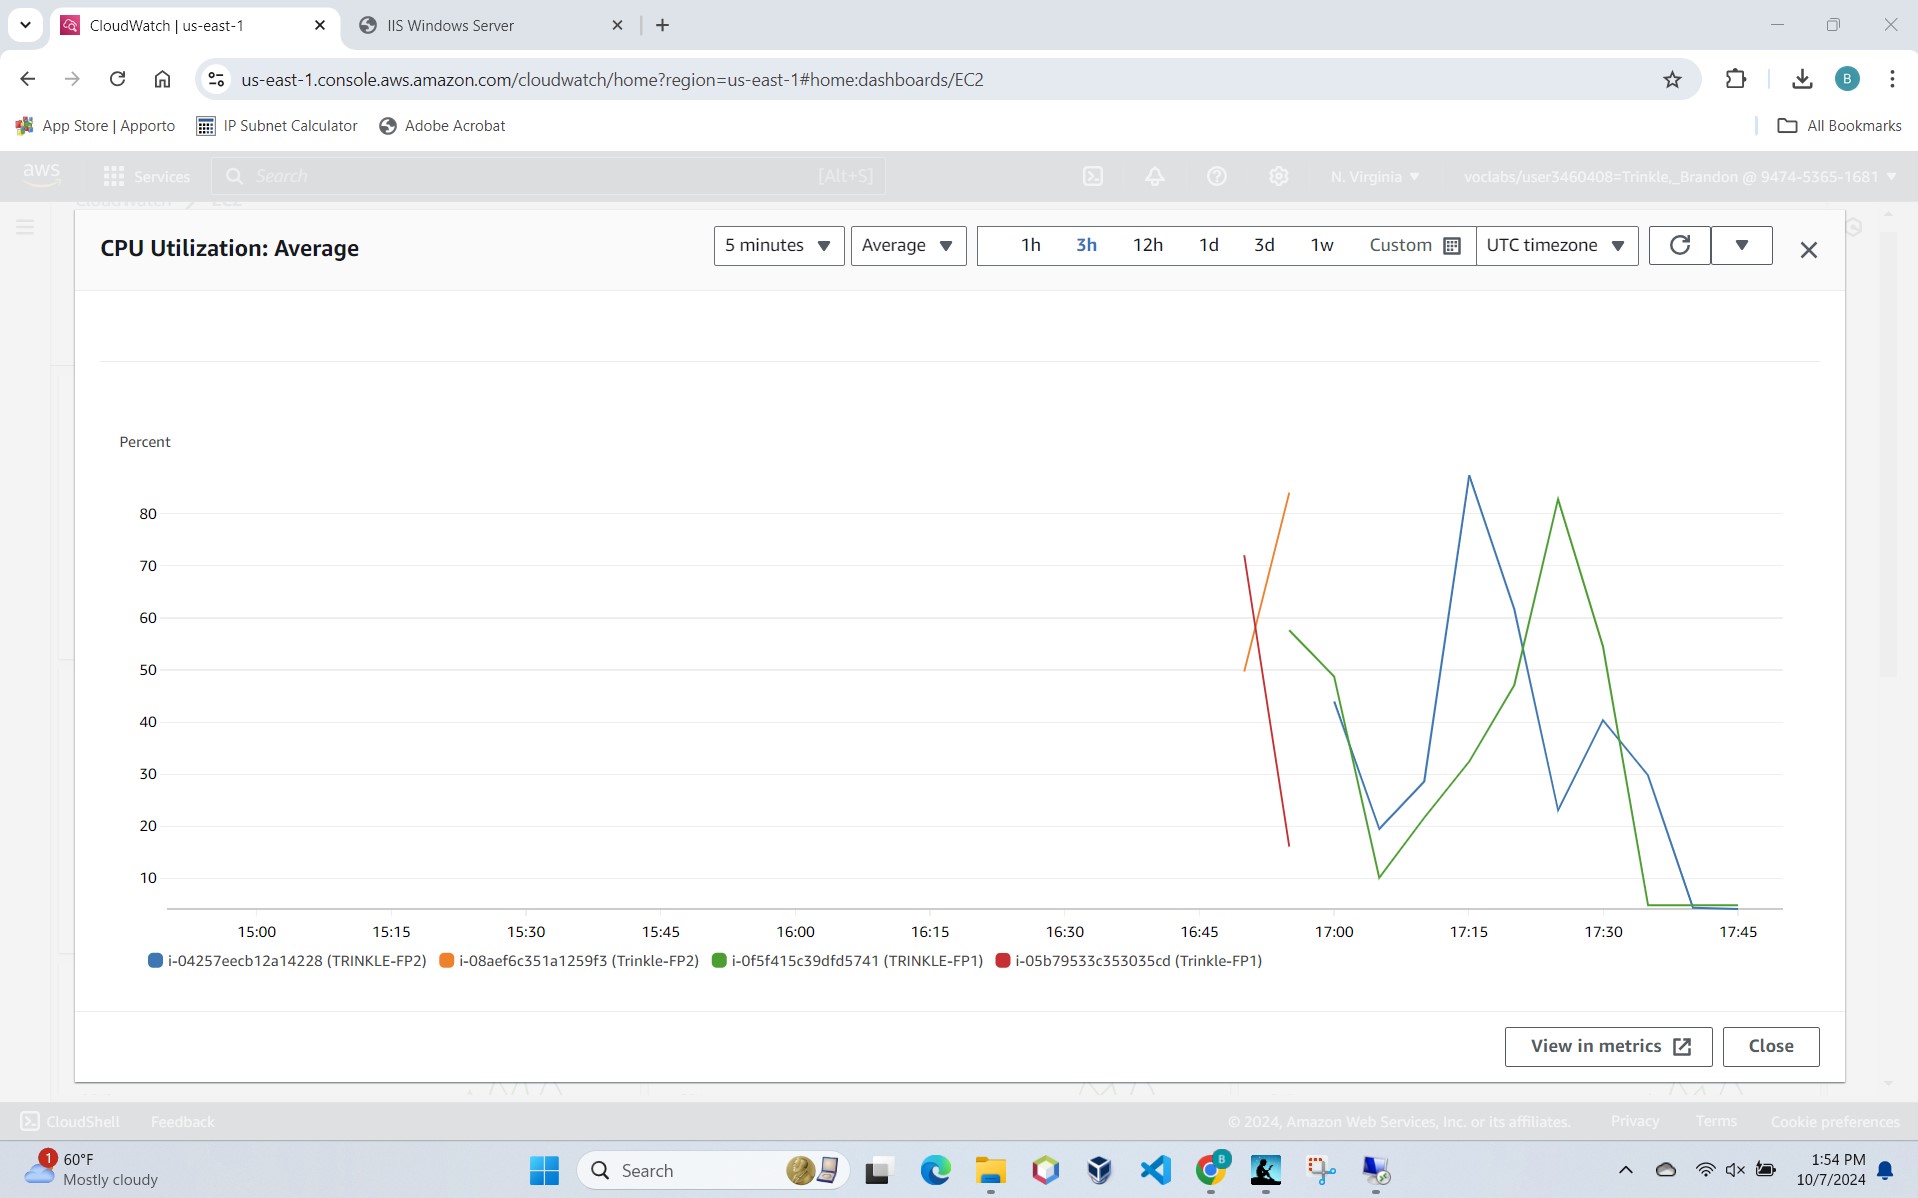 CloudWatch | us-east-1
IIS Windows Server
us-east-1.console.aws.amazon.com/cloudwatch/home?region=us-east-1#home:dashboards/EC2
B
App Store | Apporto
IP Subnet Calculator
Adobe Acrobat
All Bookmarks
aws
Services
Search
[Alt+S]
N. Virginia
voclabs/user3460408=Trinkle,_Brandon @ 9474-5365-1681
CloudWatch
EC2
CPU Utilization: Average
5 minutes
Average
1h
3h
12h
1d
3d
1w
Custom
UTC timezone
Percent
80
70
60
50
40
30
20
10
15:00
15:15
15:30
15:45
16:00
16:15
16:30
16:45
17:00
17:15
17:30
17:45
i-04257eecb12a14228 (TRINKLE-FP2)
i-08aef6c351a1259f3 (Trinkle-FP2)
i-0f5f415c39dfd5741 (TRINKLE-FP1)
i-05b79533c353035cd (Trinkle-FP1)
View in metrics
Close
CloudShell
Feedback
© 2024, Amazon Web Services, Inc. or its affiliates.
Privacy
Terms
Cookie preferences
1
60°F
Mostly cloudy
Search
B
1:54 PM
10/7/2024